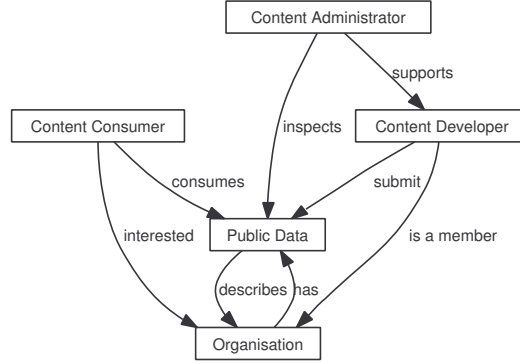 Content Administrator
supports
Content Consumer
inspects
Content Developer
consumes
submit
interested
Public Data
is a member
describes
has
Organisation